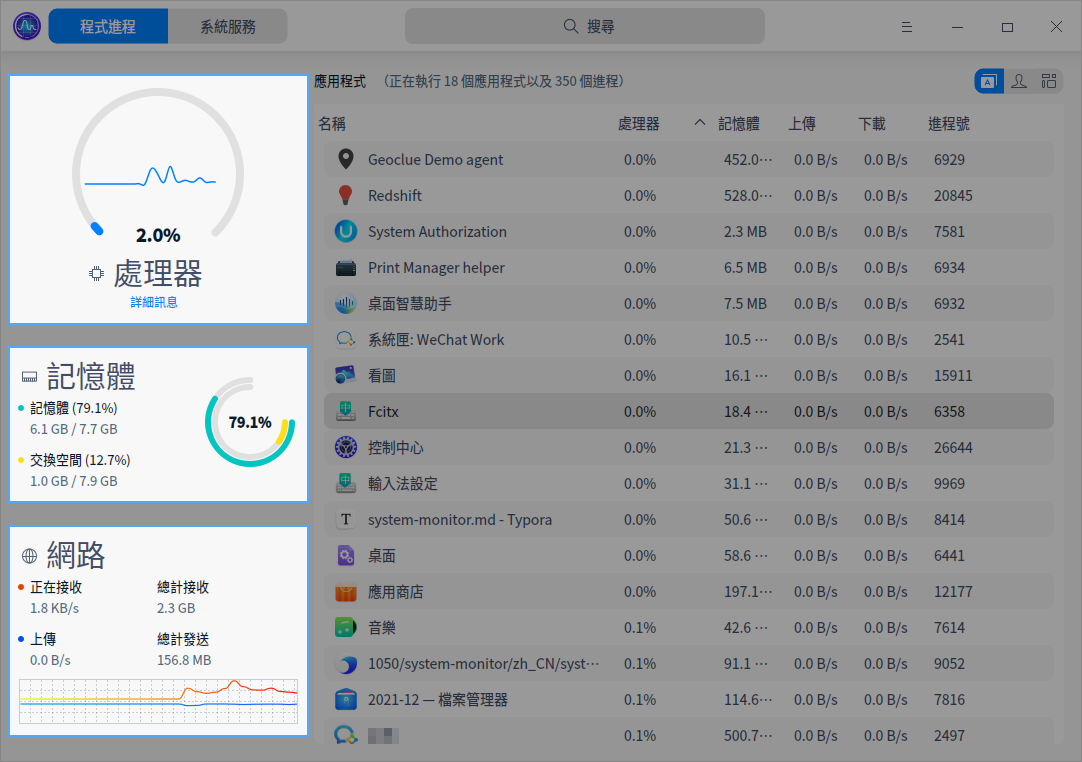 程式進程 系統服務 搜尋
2.0%
處理器
詳細訊息
記憶體
記憶體 (79.1%)
6.1 GB / 7.7 GB
交換空間 (12.7%)
1.0 GB / 7.9 GB
79.1%
網路
正在接收 總計接收
1.8 KB/s 2.3 GB
上傳 總計發送
0.0 B/s 156.8 MB
應用程式 (正在執行 18 個應用程式以及 350 個進程)
名稱 處理器 記憶體 上傳 下載 進程號
Geoclue Demo agent 0.0% 452.0⋯ 0.0 B/s 0.0 B/s 6929
Redshift 0.0% 528.0⋯ 0.0 B/s 0.0 B/s 20845
System Authorization 0.0% 2.3 MB 0.0 B/s 0.0 B/s 7581
Print Manager helper 0.0% 6.5 MB 0.0 B/s 0.0 B/s 6934
桌面智慧助手 0.0% 7.5 MB 0.0 B/s 0.0 B/s 6932
系統匣: WeChat Work 0.0% 10.5 ⋯ 0.0 B/s 0.0 B/s 2541
看圖 0.0% 16.1 ⋯ 0.0 B/s 0.0 B/s 15911
Fcitx 0.0% 18.4 ⋯ 0.0 B/s 0.0 B/s 6358
控制中心 0.0% 21.3 ⋯ 0.0 B/s 0.0 B/s 26644
輸入法設定 0.0% 31.1 ⋯ 0.0 B/s 0.0 B/s 9969
system-monitor.md - Typora 0.0% 50.6 ⋯ 0.0 B/s 0.0 B/s 8414
桌面 0.0% 58.6 ⋯ 0.0 B/s 0.0 B/s 6441
應用商店 0.0% 197.1⋯ 0.0 B/s 0.0 B/s 12177
音樂 0.1% 42.6 ⋯ 0.0 B/s 0.0 B/s 7614
1050/system-monitor/zh_CN/syst⋯ 0.1% 91.1 ⋯ 0.0 B/s 0.0 B/s 9052
2021-12 — 檔案管理器 0.1% 114.6⋯ 0.0 B/s 0.0 B/s 7816
0.1% 500.7⋯ 0.0 B/s 0.0 B/s 2497